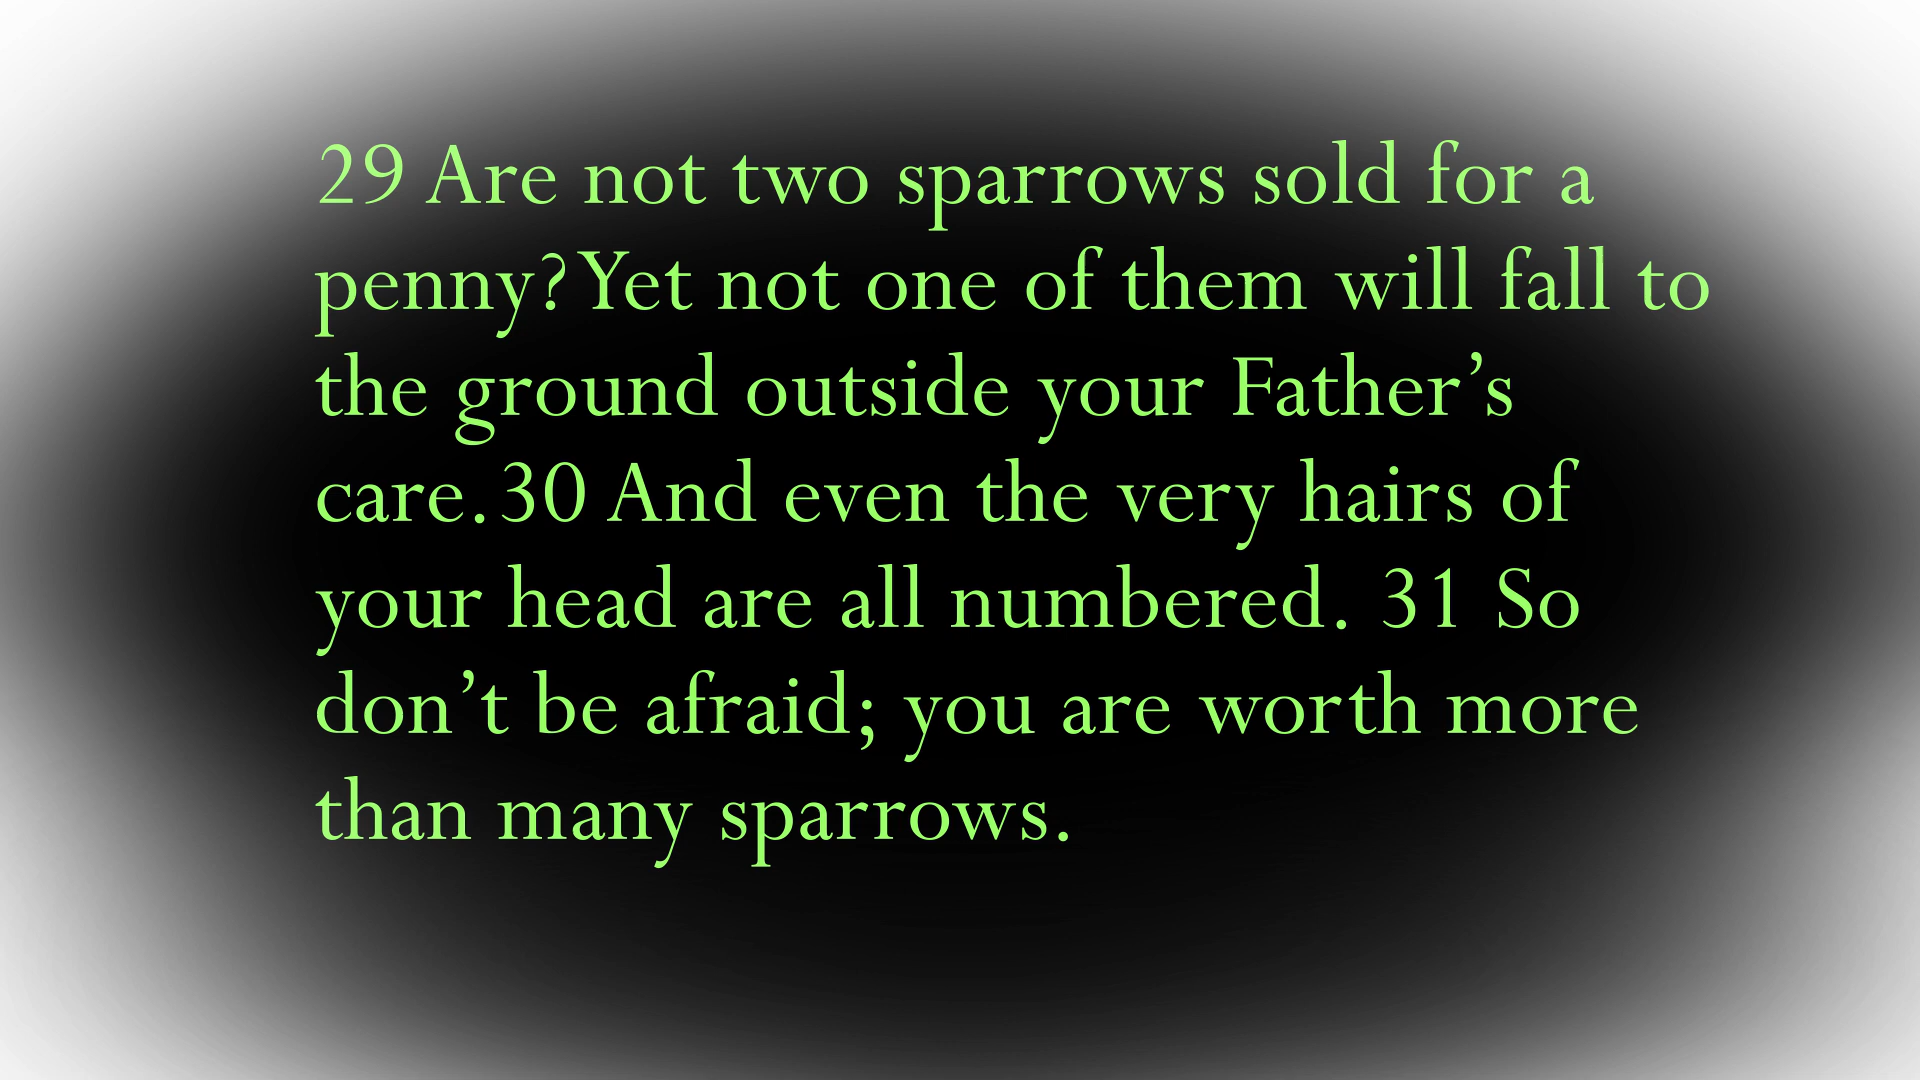 29 Are not two sparrows sold for a
penny? Yet not one of them will fall to
the ground outside your Father’s
care. 30 And even the very hairs of
your head are all numbered. 31 So
don’t be afraid; you are worth more
than many sparrows.